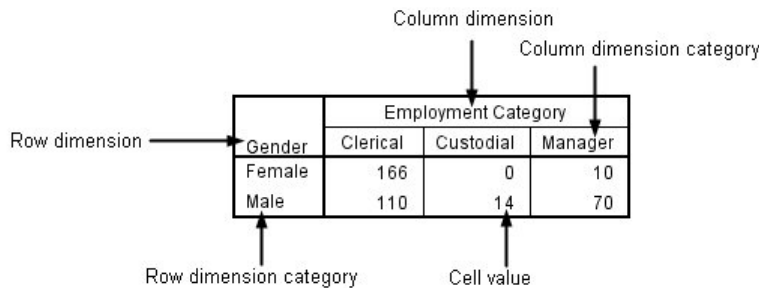 Column dimension
Column dimension category
Employment Category
Row dimension
Gender Clerical Custodial Manager
Female 166 0 10
Male 110 14 70
Row dimension category
Cell value